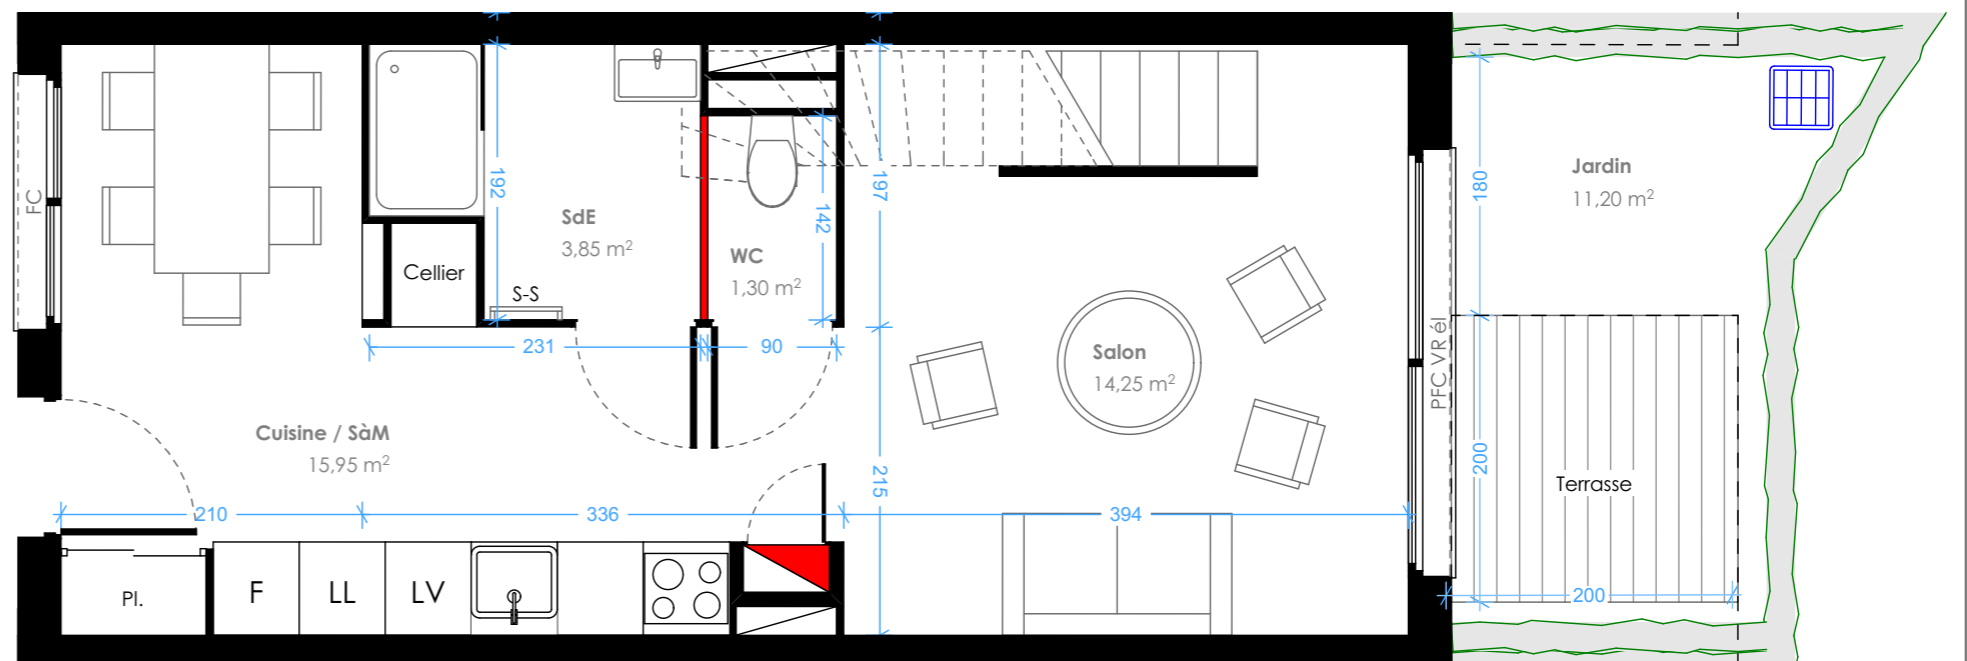 FC
192
SdE
3,85 m²
Cellier
S-S
231
WC
1,30 m²
142
90
197
215
Salon
14,25 m²
Cuisine / SàM
15,95 m²
210
336
394
Pl.
F
LL
LV
PFC VR él
Jardin
11,20 m²
180
200
Terrasse
200